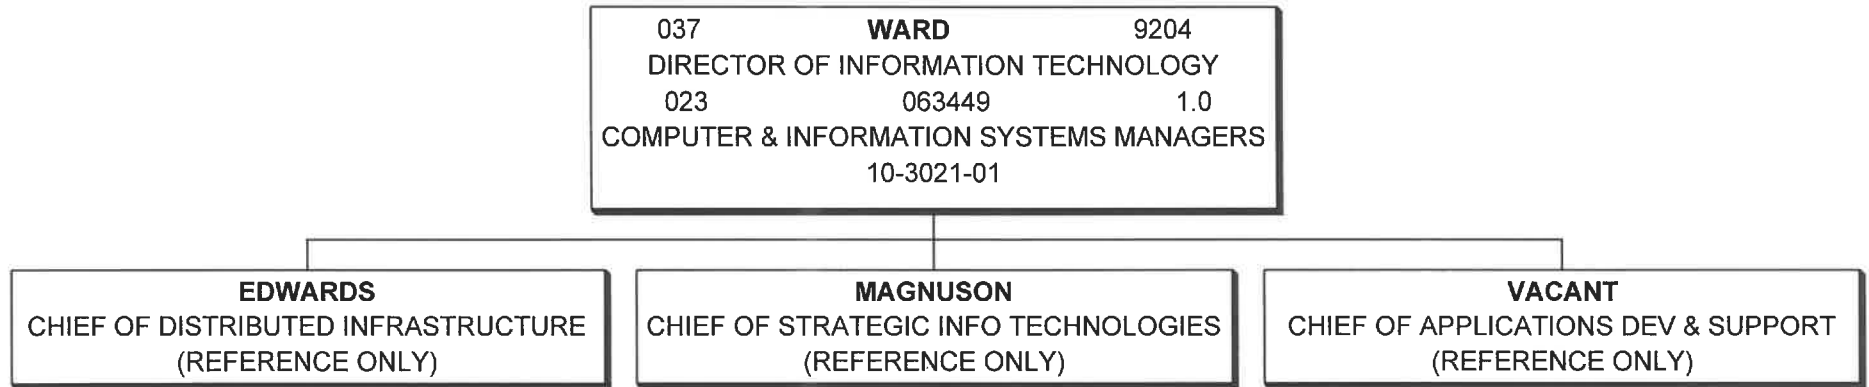 037 WARD 9204
DIRECTOR OF INFORMATION TECHNOLOGY
023 063449 1.0
COMPUTER & INFORMATION SYSTEMS MANAGERS
10-3021-01
EDWARDS
CHIEF OF DISTRIBUTED INFRASTRUCTURE
(REFERENCE ONLY)
MAGNUSON
CHIEF OF STRATEGIC INFO TECHNOLOGIES
(REFERENCE ONLY)
VACANT
CHIEF OF APPLICATIONS DEV & SUPPORT
(REFERENCE ONLY)